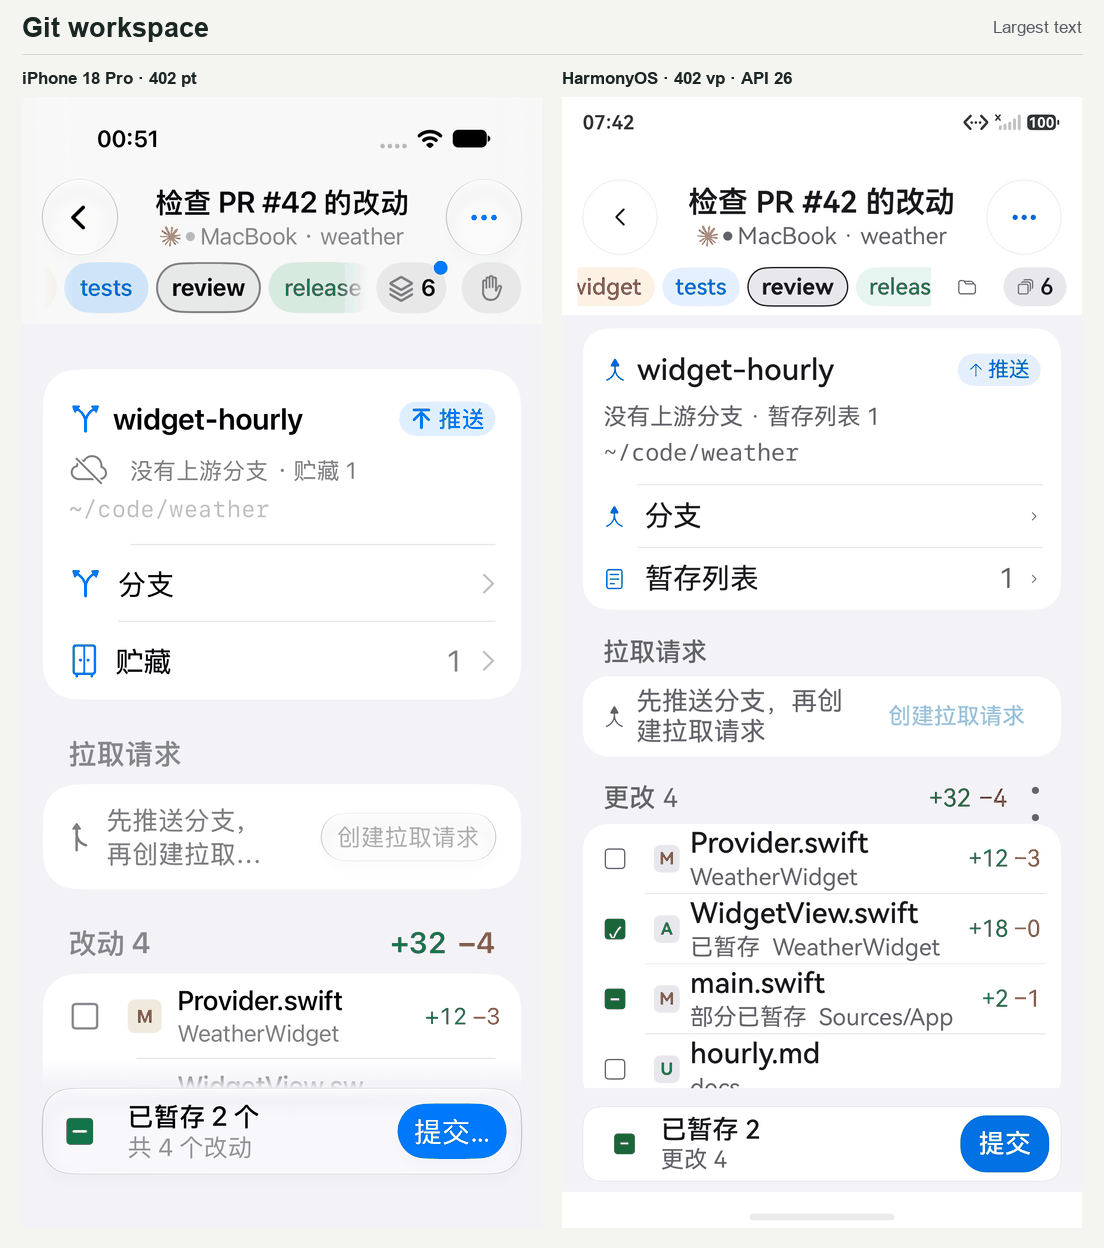 Git workspace
Largest text
iPhone 18 Pro · 402 pt
00:51
检查 PR #42 的改动
MacBook · weather
tests
review
release
6
widget-hourly
推送
没有上游分支 · 贮藏 1
~/code/weather
分支
贮藏
1
拉取请求
先推送分支，
再创建拉取…
创建拉取请求
改动 4
+32 −4
M
Provider.swift
WeatherWidget
+12 −3
WidgetView.sw
已暂存 2 个
共 4 个改动
提交...
HarmonyOS · 402 vp · API 26
07:42
100
检查 PR #42 的改动
MacBook · weather
widget
tests
review
releas
6
widget-hourly
推送
没有上游分支 · 暂存列表 1
~/code/weather
分支
暂存列表
1
拉取请求
先推送分支，再创
建拉取请求
创建拉取请求
更改 4
+32 −4
M
Provider.swift
WeatherWidget
+12 −3
A
WidgetView.swift
已暂存 WeatherWidget
+18 −0
M
main.swift
部分已暂存 Sources/App
+2 −1
U
hourly.md
docs
已暂存 2
更改 4
提交